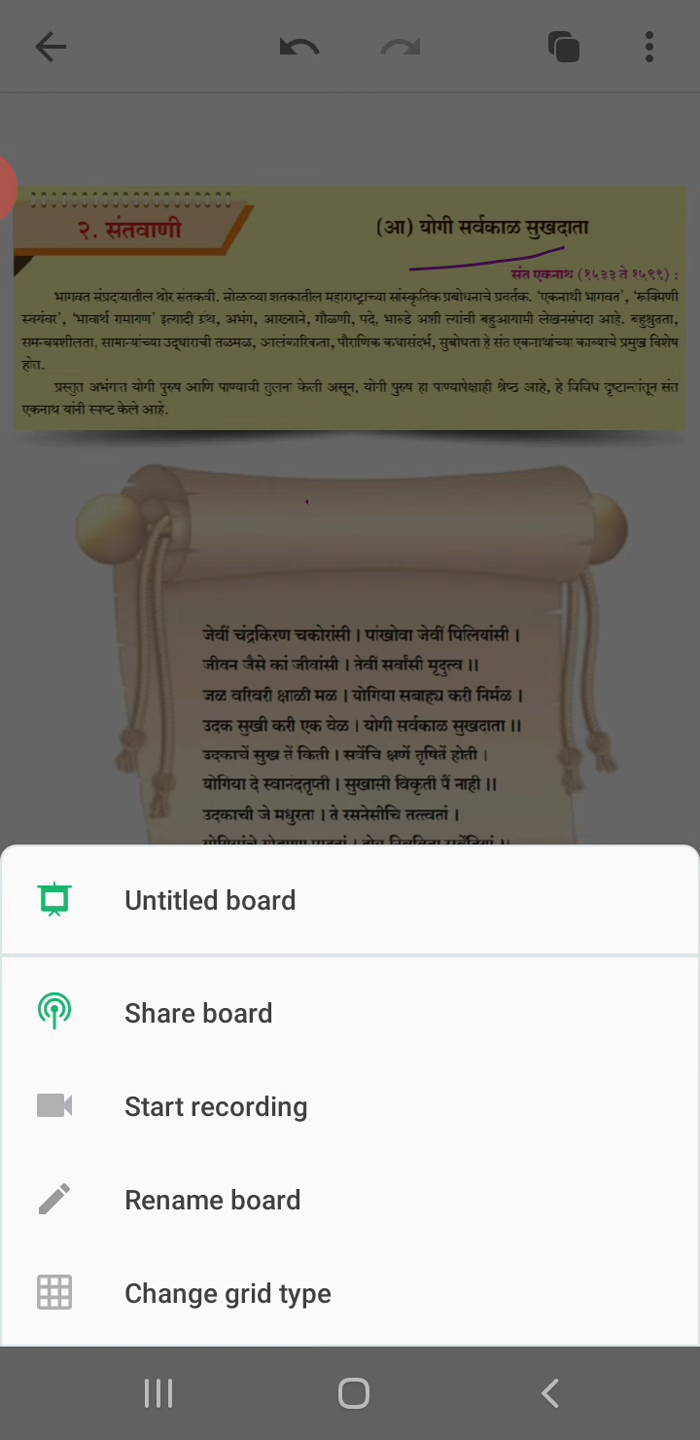 २. संतवाणी
(आ) योगी सर्वकाळ सुखदाता
संत एकनाथ (१५३३ ते १५९९) :
भागवत संप्रदायातील थोर संतकवी. सोळाव्या शतकातील महाराष्ट्राच्या सांस्कृतिक प्रबोधनाचे प्रवर्तक. ‘एकनाथी भागवत’, ‘रुक्मिणी
स्वयंवर’, ‘भावार्थ रामायण’ इत्यादी ग्रंथ, अभंग, आख्याने, गौळणी, पदे, भारुडे अशी त्यांची बहुआयामी लेखनसंपदा आहे. बहुश्रुतता,
समन्वयशीलता, सामान्यांच्या उद्धाराची तळमळ, आलंकारिकता, पौराणिक कथासंदर्भ, सुबोधता हे संत एकनाथांच्या काव्याचे प्रमुख विशेष
होत.
प्रस्तुत अभंगात योगी पुरुष आणि पाण्याची तुलना केली असून, योगी पुरुष हा पाण्यापेक्षाही श्रेष्ठ आहे, हे विविध दृष्टान्तांतून संत
एकनाथ यांनी स्पष्ट केले आहे.
जेवीं चंद्रकिरण चकोरांसी । पांखोवा जेवीं पिलियांसी ।
जीवन जैसे कां जीवांसी । तेवीं सर्वांसी मृदुत्व ।।
जळ वरिवरी क्षाळी मळ । योगिया सबाह्य करी निर्मळ ।
उदक सुखी करी एक वेळ । योगी सर्वकाळ सुखदाता ।।
उदकाचें सुख तें किती । सवेंचि क्षणें तृषितें होती ।
योगिया दे स्वानंदतृप्ती । सुखासी विकृती पैं नाही ।।
उदकाची जे मधुरता । ते रसनेसीचि तत्त्वतां ।
Untitled board
Share board
Start recording
Rename board
Change grid type